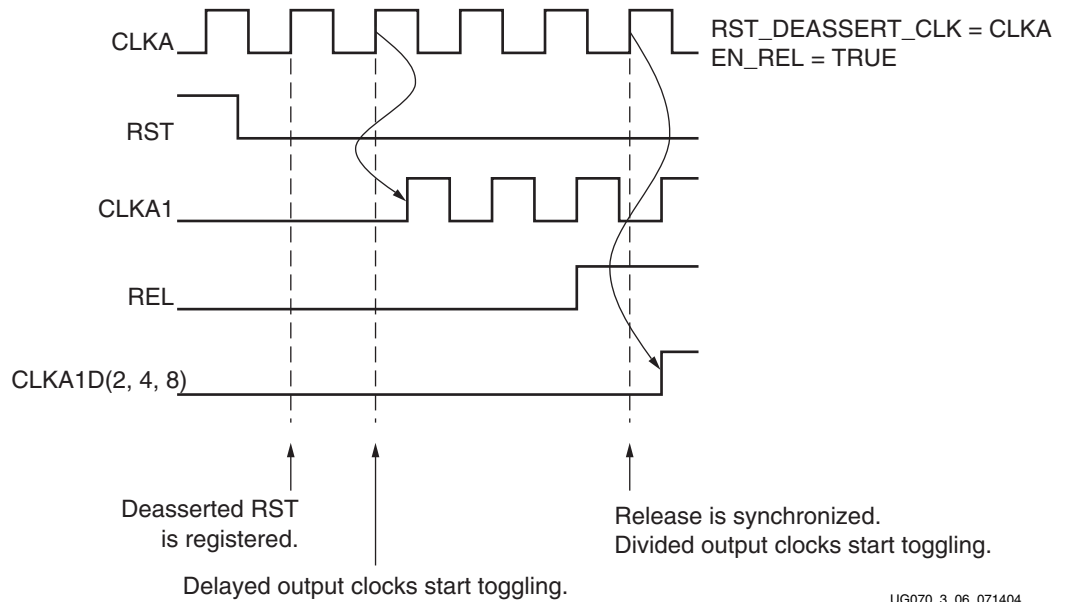 CLKA
RST_DEASSERT_CLK = CLKA
EN_REL = TRUE
RST
CLKA1
REL
CLKA1D(2, 4, 8)
Deasserted RST
is registered.
Release is synchronized.
Divided output clocks start toggling.
Delayed output clocks start toggling.
UG070_3_06_071404